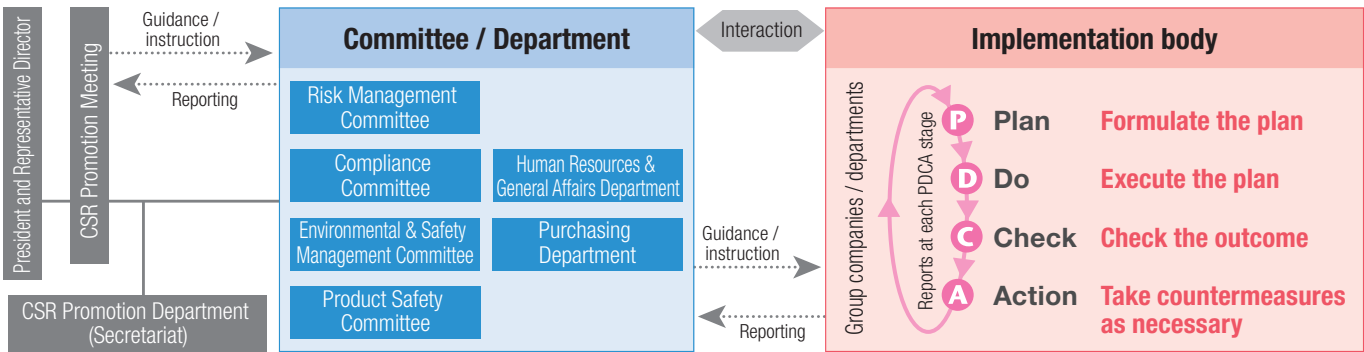 President and Representative Director
CSR Promotion Meeting
Guidance /
instruction
Reporting
CSR Promotion Department
(Secretariat)
Committee / Department
Risk Management
Committee
Compliance
Committee
Human Resources &
General Affairs Department
Environmental & Safety
Management Committee
Purchasing
Department
Product Safety
Committee
Interaction
Guidance /
instruction
Reporting
Implementation body
Group companies / departments
Reports at each PDCA stage
P Plan Formulate the plan
D Do Execute the plan
C Check Check the outcome
A Action Take countermeasures
as necessary